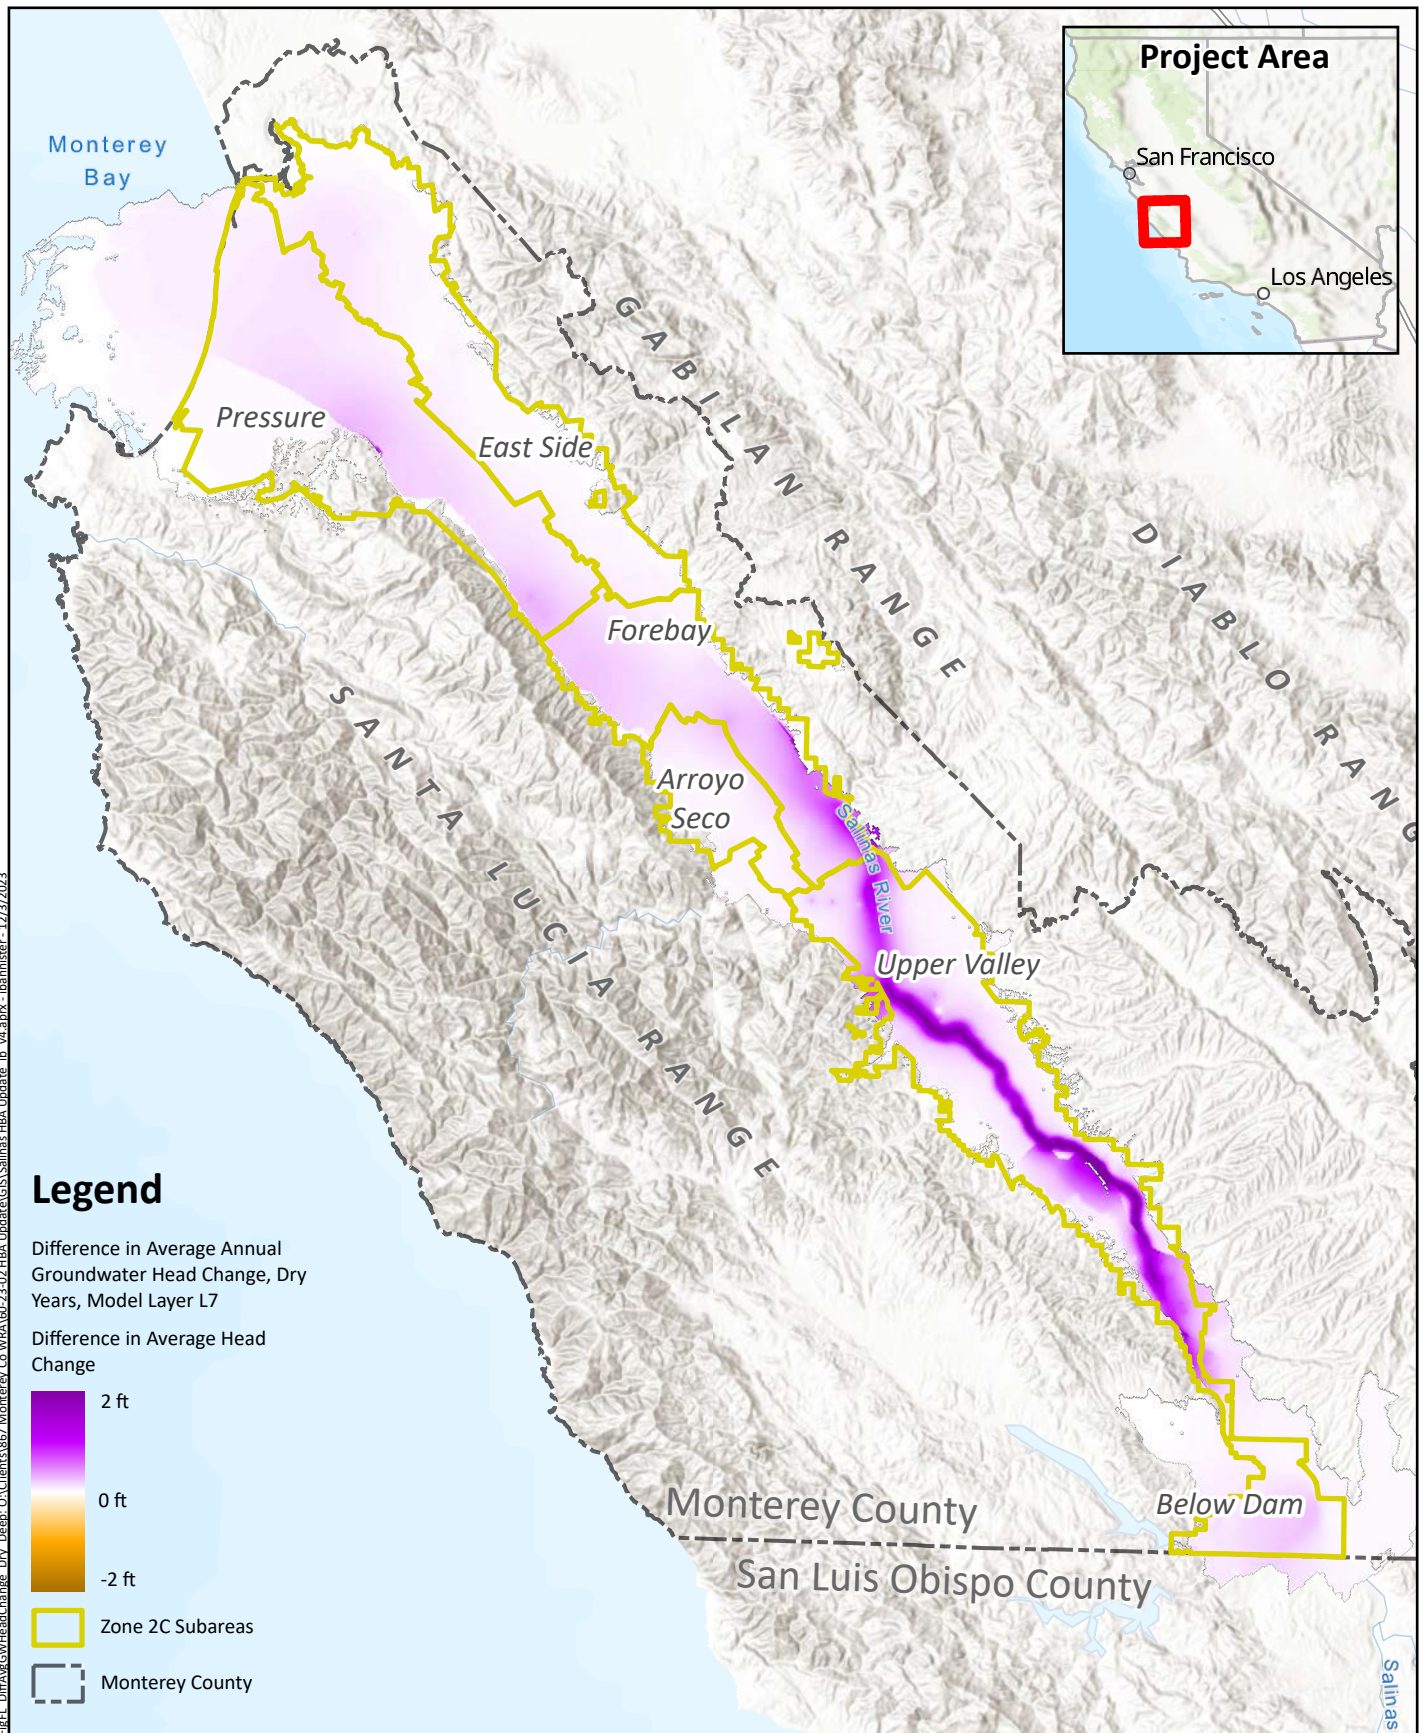 Project Area
San Francisco
Los Angeles
Monterey
Bay
GABILAN RANGE
DIABLO RANG
Pressure
East Side
Forebay
Arroyo
Seco
Salinas River
Upper Valley
SANTA LUCIA RANGE
Below Dam
Monterey County
San Luis Obispo County
Salinas
Legend
Difference in Average Annual
Groundwater Head Change, Dry
Years, Model Layer L7
Difference in Average Head
Change
2 ft
0 ft
-2 ft
Zone 2C Subareas
Monterey County